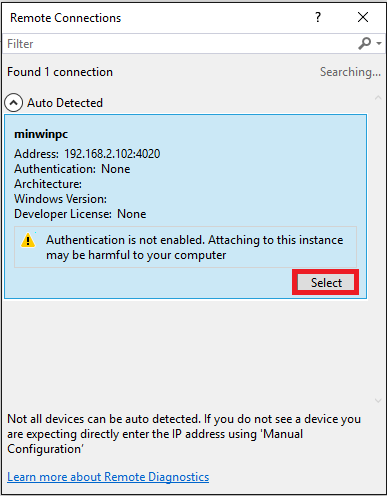 Remote Connections
Filter
Found 1 connection
Searching...
Auto Detected
minwinpc
Address: 192.168.2.102:4020
Authentication: None
Architecture:
Windows Version:
Developer License: None
Authentication is not enabled. Attaching to this instance
may be harmful to your computer
Select
Not all devices can be auto detected. If you do not see a device you
are expecting directly enter the IP address using 'Manual
Configuration'
Learn more about Remote Diagnostics